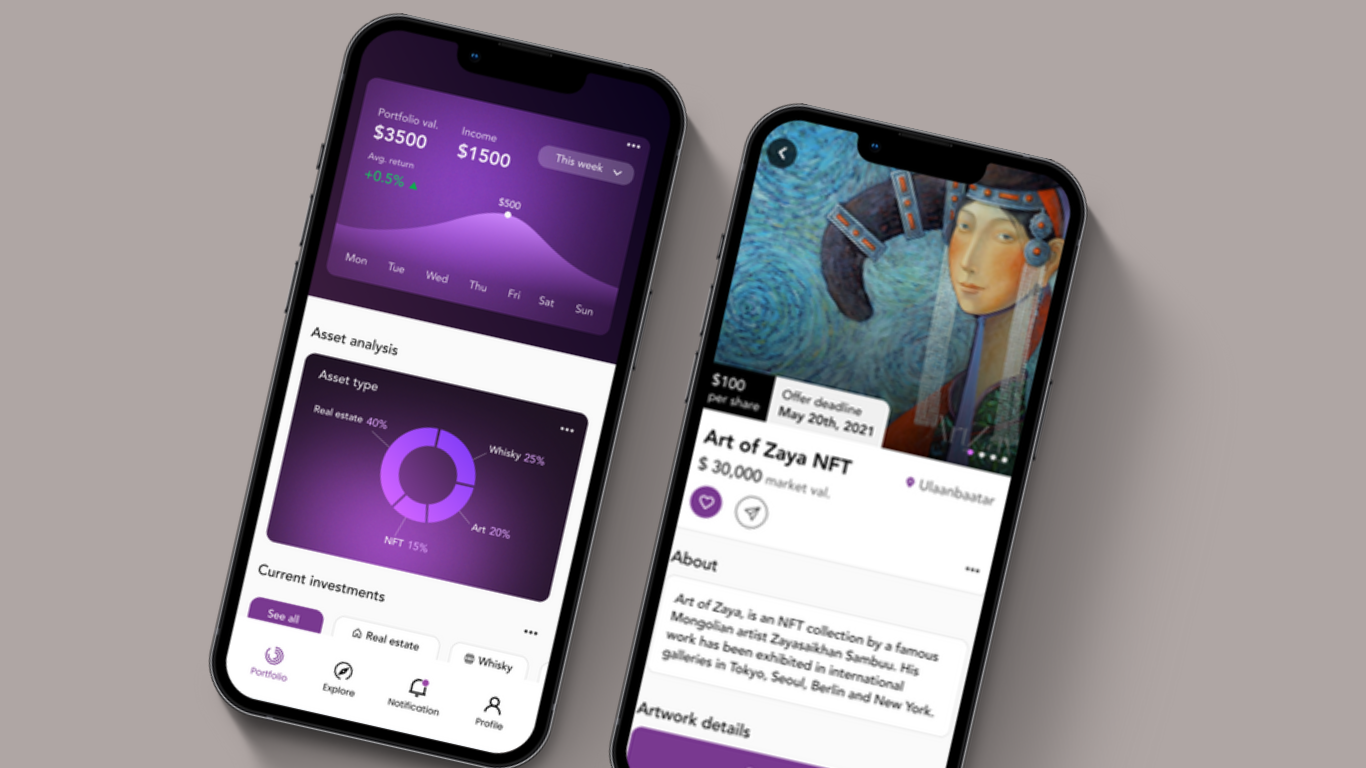 Portfolio val.
$3500
Income
$1500
This week
Avg. return
+0.5%
$500
Mon Tue Wed Thu Fri Sat Sun
Asset analysis
Asset type
Real estate 40%
Whisky 25%
Art 20%
NFT 15%
Current investments
See all
Real estate
Whisky
Portfolio
Explore
Notification
Profile
$100
per share
Offer deadline
May 20th, 2021
Art of Zaya NFT
$ 30,000 market val.
Ulaanbaatar
About
Art of Zaya, is an NFT collection by a famous
Mongolian artist Zayasaikhan Sambuu. His
work has been exhibited in international
galleries in Tokyo, Seoul, Berlin and New York.
Artwork details